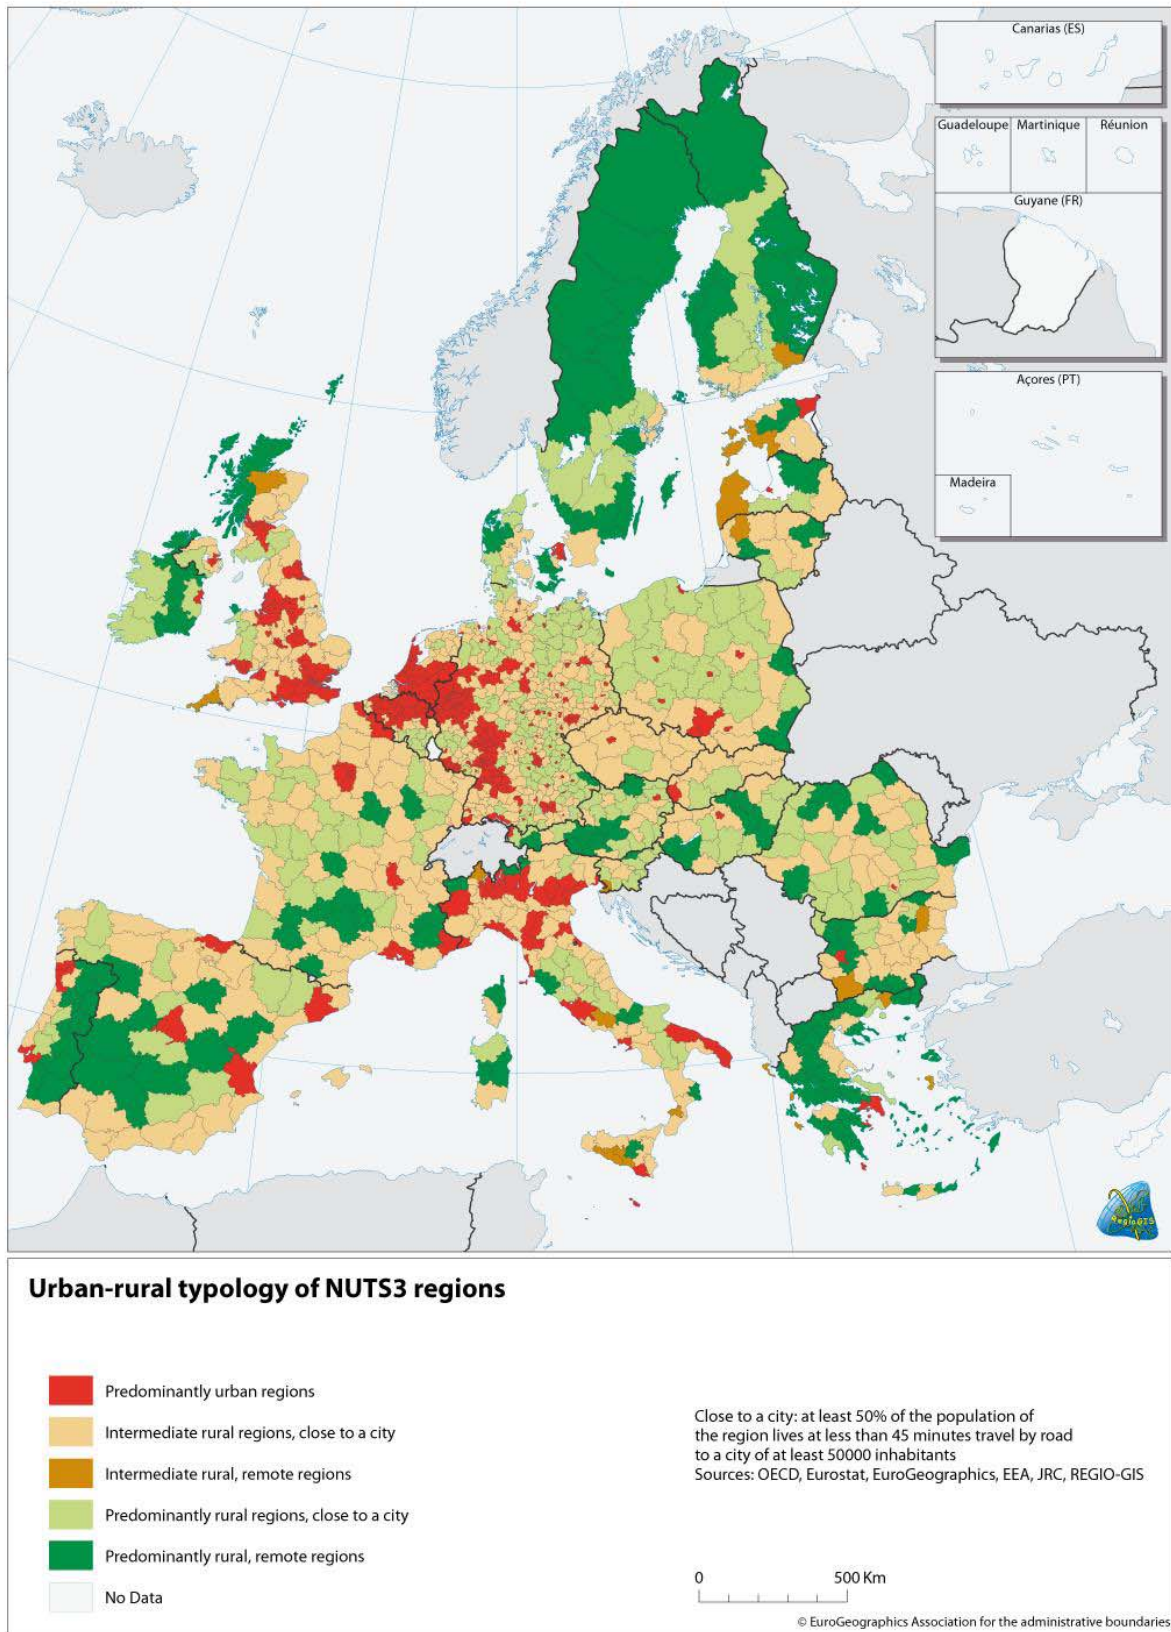 Canarias (ES)
Guadeloupe
Martinique
Réunion
Guyane (FR)
Açores (PT)
Madeira
RegioGIS
Urban-rural typology of NUTS3 regions
Predominantly urban regions
Intermediate rural regions, close to a city
Intermediate rural, remote regions
Predominantly rural regions, close to a city
Predominantly rural, remote regions
No Data
Close to a city: at least 50% of the population of
the region lives at less than 45 minutes travel by road
to a city of at least 50000 inhabitants
Sources: OECD, Eurostat, EuroGeographics, EEA, JRC, REGIO-GIS
0 500 Km
© EuroGeographics Association for the administrative boundaries